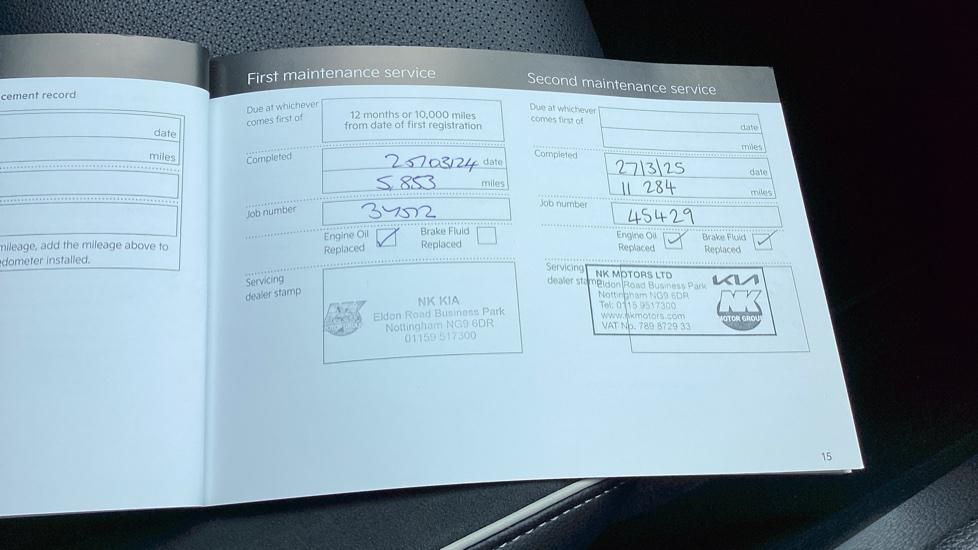 cement record
date
miles
mileage, add the mileage above to
dometer installed.
First maintenance service
Due at whichever
comes first of
12 months or 10,000 miles
from date of first registration
Completed
25/03/24 date
5,853 miles
Job number
Engine Oil
Replaced
Brake Fluid
Replaced
Servicing
dealer stamp
NK KIA
Eldon Road Business Park
Nottingham NG9 6DR
01159 517300
Second maintenance service
Due at whichever
comes first of
date
miles
Completed
27/3/25 date
11 284 miles
Job number
45429
Engine Oil
Replaced
Brake Fluid
Replaced
Servicing
dealer stamp
NK MOTORS LTD
Eldon Road Business Park
Nottingham NG9 6DR
Tel: 0115 9517300
www.nkmotors.com
VAT No. 789 8729 33
KIA
NK
MOTOR GROUP
15